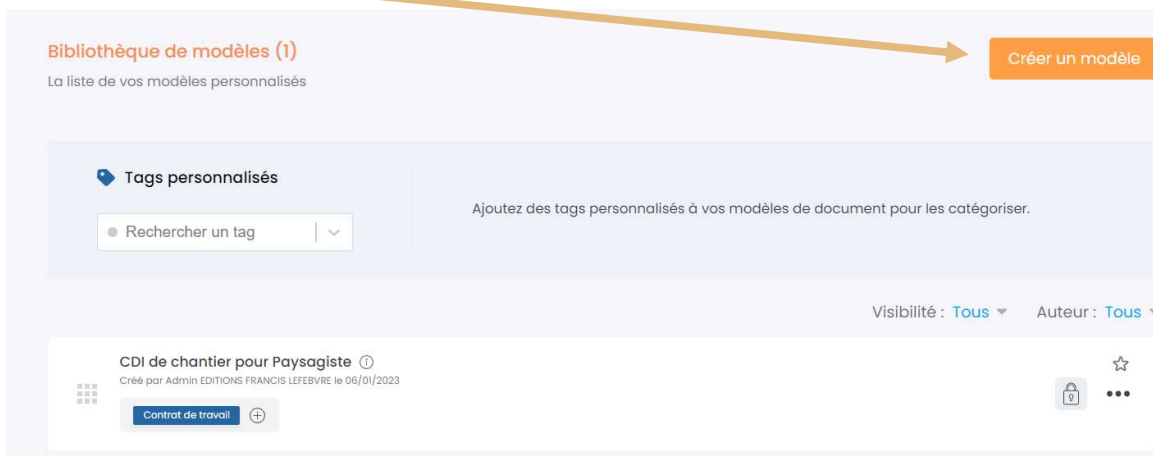 Bibliothèque de modèles (1)
Créer un modèle
La liste de vos modèles personnalisés
Tags personnalisés
Ajoutez des tags personnalisés à vos modèles de document pour les catégoriser.
Rechercher un tag
Visibilité : Tous Auteur : Tous
CDI de chantier pour Paysagiste
Créé par Admin EDITIONS FRANCIS LEFEBVRE le 06/01/2023
Contrat de travail